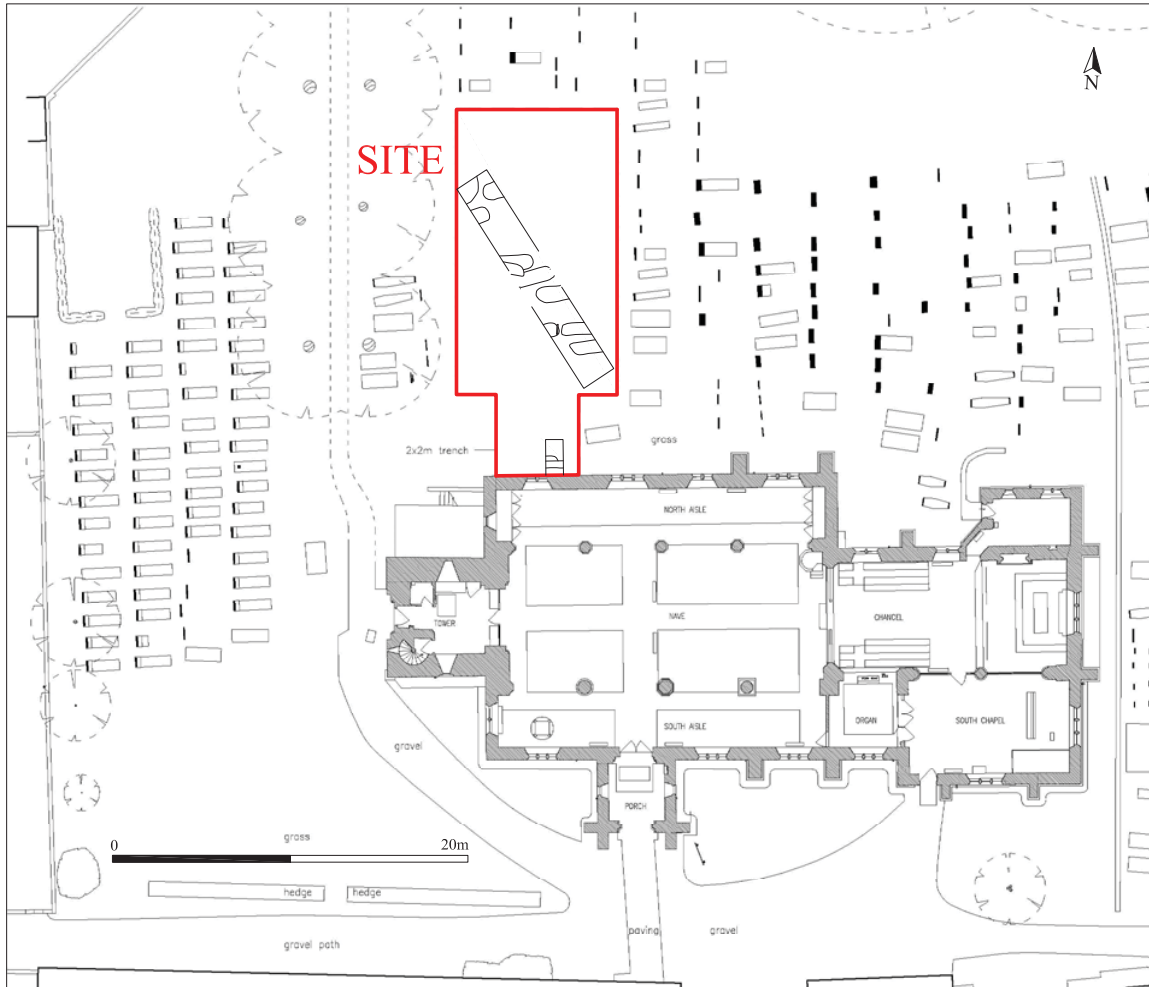 N
SITE
2x2m trench
grass
NORTH AISLE
TOWER
NAVE
CHANCEL
SOUTH AISLE
ORGAN
SOUTH CHAPEL
gravel
PORCH
grass
0
20m
hedge
hedge
gravel path
paving
gravel